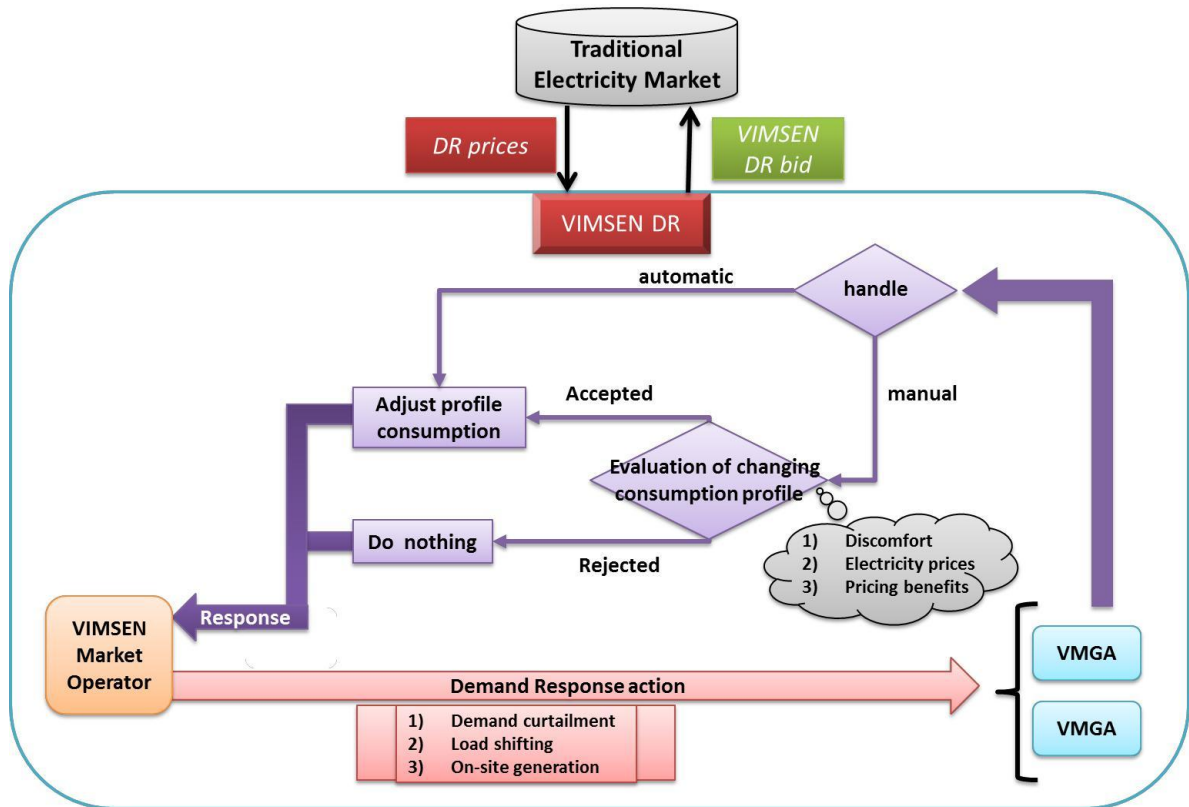 Traditional
Electricity Market
DR prices
VIMSEN
DR bid
VIMSEN DR
automatic
handle
manual
Accepted
Adjust profile
consumption
Evaluation of changing
consumption profile
Do nothing
Rejected
1) Discomfort
2) Electricity prices
3) Pricing benefits
Response
VIMSEN
Market
Operator
VMGA
Demand Response action
VMGA
1) Demand curtailment
2) Load shifting
3) On-site generation